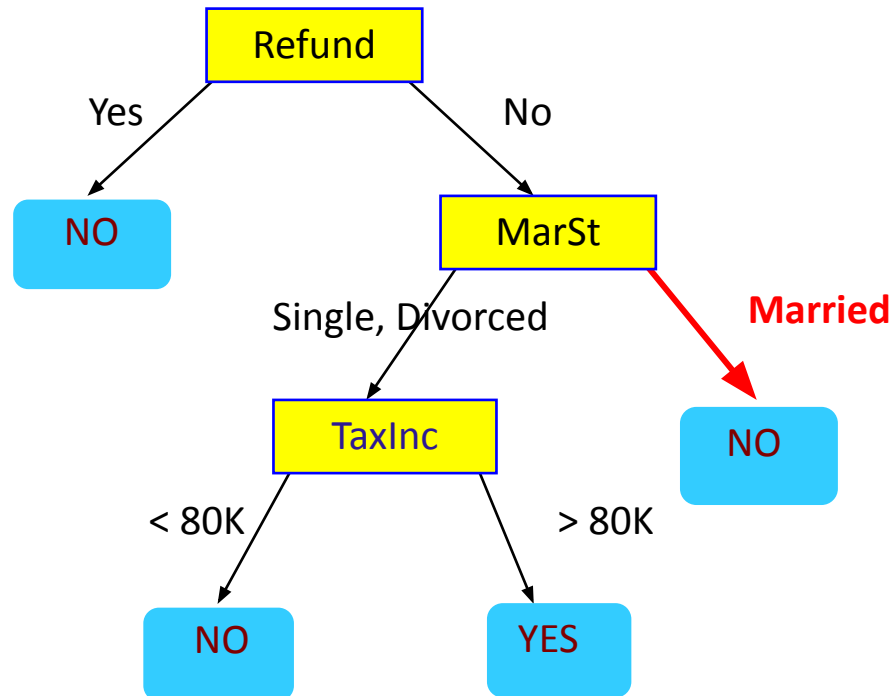 Refund
Yes
No
NO
MarSt
Single, Divorced
Married
TaxInc
NO
< 80K
> 80K
NO
YES